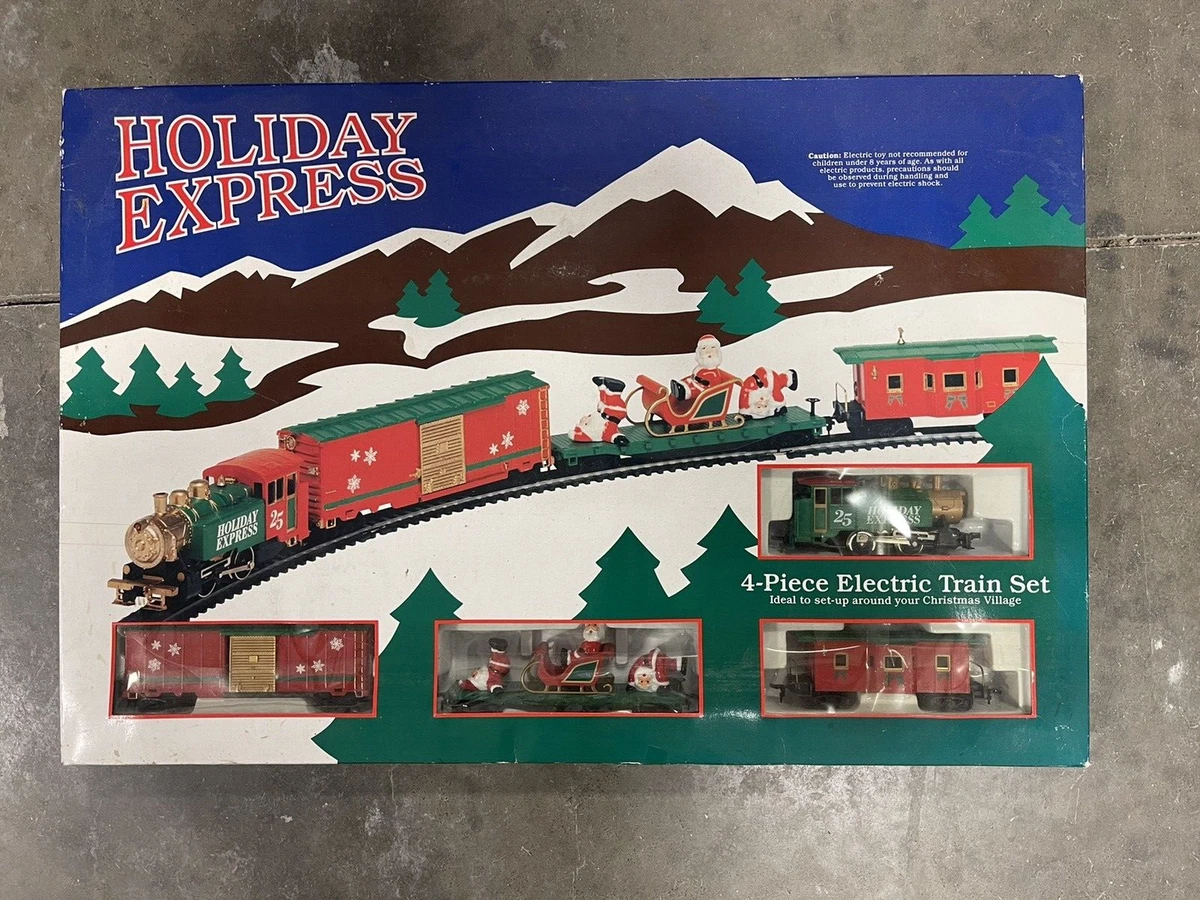 HOLIDAY
EXPRESS
Caution: Electric toy not recommended for
children under 8 years of age. As with all
electric products, precautions should
be observed during handling and
use to prevent electric shock.
HOLIDAY
EXPRESS
25
25
HOLIDAY
EXPRESS
4-Piece Electric Train Set
Ideal to set-up around your Christmas Village